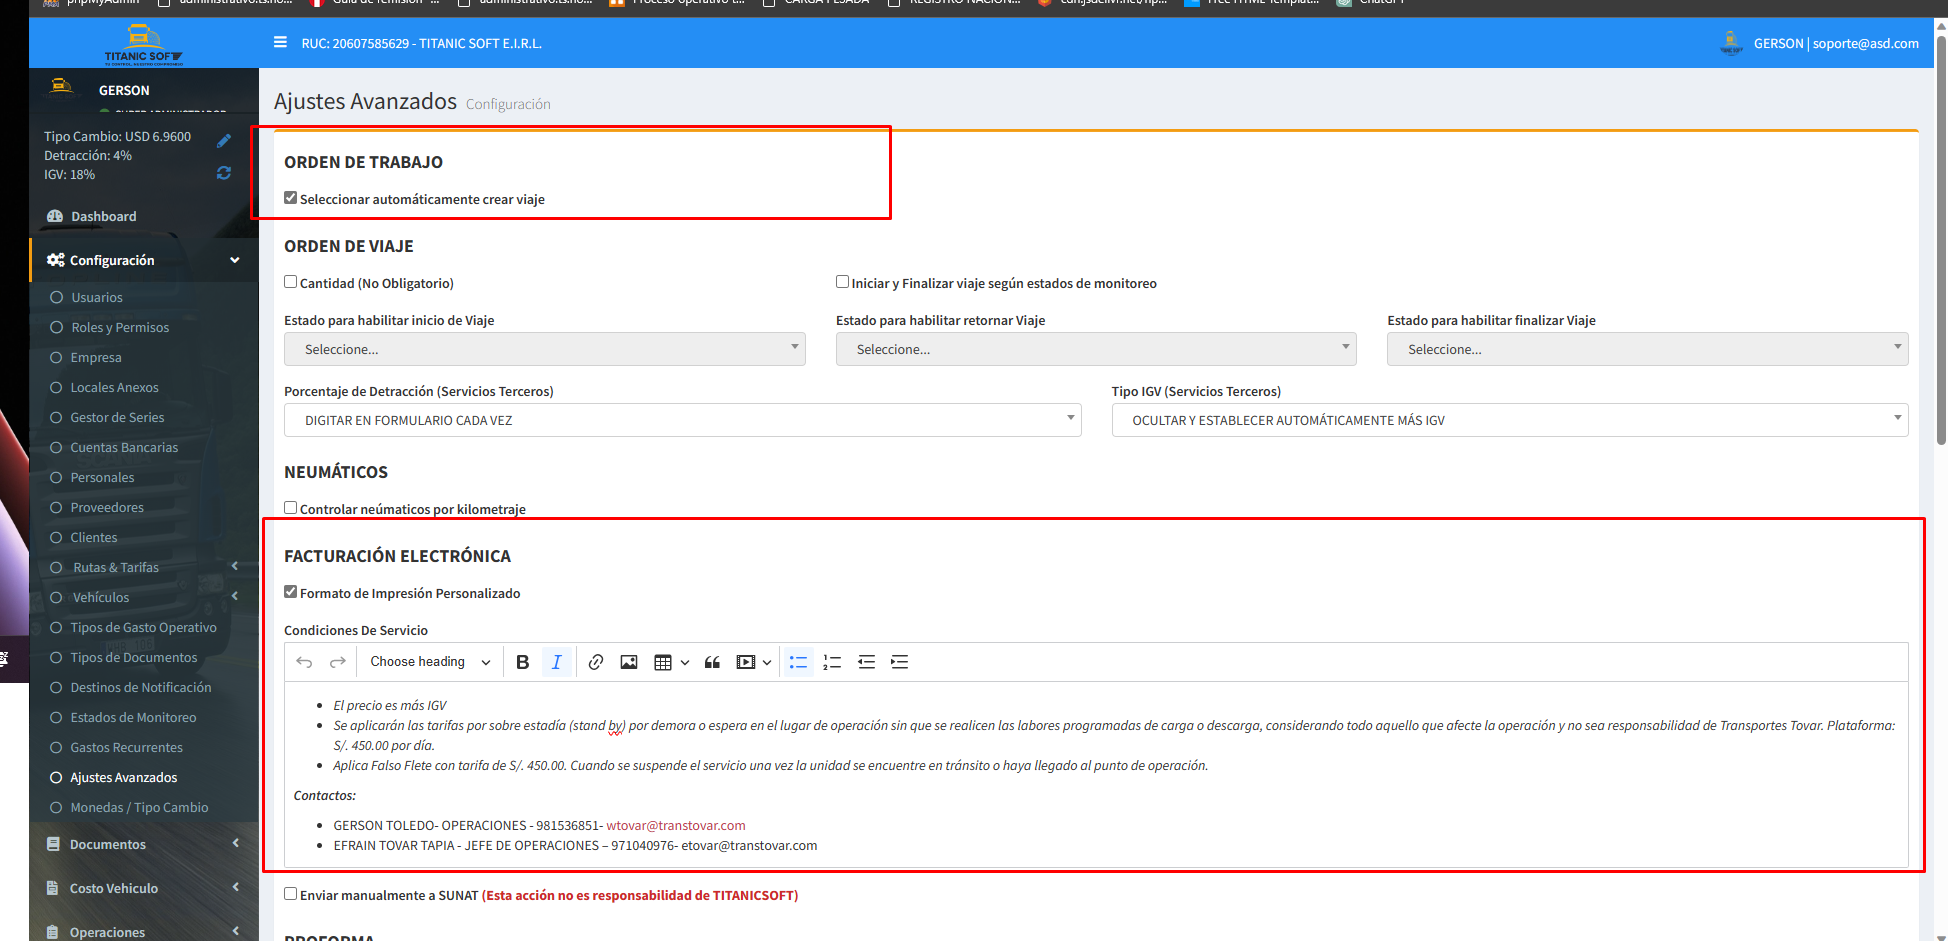 phpMyAdmin
administrativo.ts.no...
Guia de remisión -...
administrativo.ts.no...
Proceso operativo t...
CARGA PESADA
REGISTRO NACION...
cdn.jsdelivr.net/np...
Free HTML Templat...
ChatGPT
TITANIC SOFT
RUC: 20607585629 - TITANIC SOFT E.I.R.L.
GERSON | soporte@asd.com
GERSON
SUPER ADMINISTRADOR
Tipo Cambio: USD 6.9600
Detracción: 4%
IGV: 18%
Dashboard
Configuración
Usuarios
Roles y Permisos
Empresa
Locales Anexos
Gestor de Series
Cuentas Bancarias
Personales
Proveedores
Clientes
Rutas & Tarifas
Vehículos
Tipos de Gasto Operativo
Tipos de Documentos
Destinos de Notificación
Estados de Monitoreo
Gastos Recurrentes
Ajustes Avanzados
Monedas / Tipo Cambio
Documentos
Costo Vehiculo
Operaciones
Ajustes Avanzados Configuración
ORDEN DE TRABAJO
Seleccionar automáticamente crear viaje
ORDEN DE VIAJE
Cantidad (No Obligatorio)
Iniciar y Finalizar viaje según estados de monitoreo
Estado para habilitar inicio de Viaje
Estado para habilitar retornar Viaje
Estado para habilitar finalizar Viaje
Seleccione...
Seleccione...
Seleccione...
Porcentaje de Detracción (Servicios Terceros)
Tipo IGV (Servicios Terceros)
DIGITAR EN FORMULARIO CADA VEZ
OCULTAR Y ESTABLECER AUTOMÁTICAMENTE MÁS IGV
NEUMÁTICOS
Controlar neúmaticos por kilometraje
FACTURACIÓN ELECTRÓNICA
Formato de Impresión Personalizado
Condiciones De Servicio
Choose heading
El precio es más IGV
Se aplicarán las tarifas por sobre estadía (stand by) por demora o espera en el lugar de operación sin que se realicen las labores programadas de carga o descarga, considerando todo aquello que afecte la operación y no sea responsabilidad de Transportes Tovar. Plataforma:
S/. 450.00 por día.
Aplica Falso Flete con tarifa de S/. 450.00. Cuando se suspende el servicio una vez la unidad se encuentre en tránsito o haya llegado al punto de operación.
Contactos:
GERSON TOLEDO- OPERACIONES - 981536851- wtovar@transtovar.com
EFRAIN TOVAR TAPIA - JEFE DE OPERACIONES – 971040976- etovar@transtovar.com
Enviar manualmente a SUNAT (Esta acción no es responsabilidad de TITANICSOFT)
PROFORMA